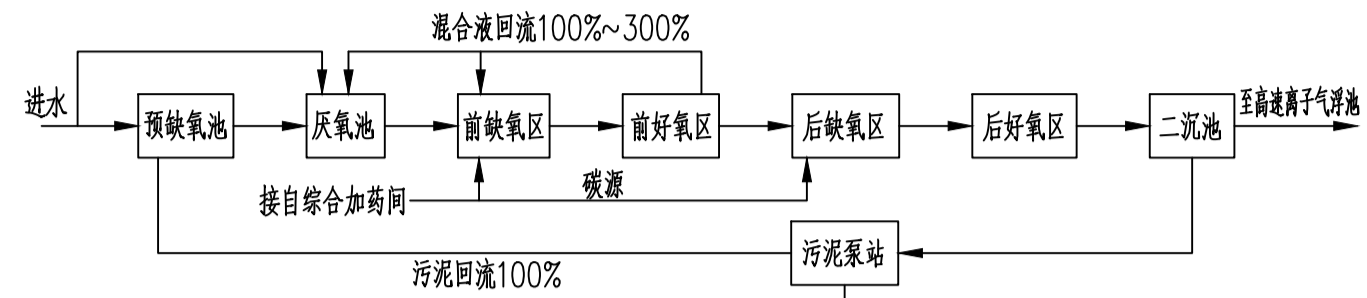 混合液回流100%~300%
进水
预缺氧池
厌氧池
前缺氧区
前好氧区
后缺氧区
后好氧区
二沉池
至高速离子气浮池
接自综合加药间
碳源
污泥泵站
污泥回流100%